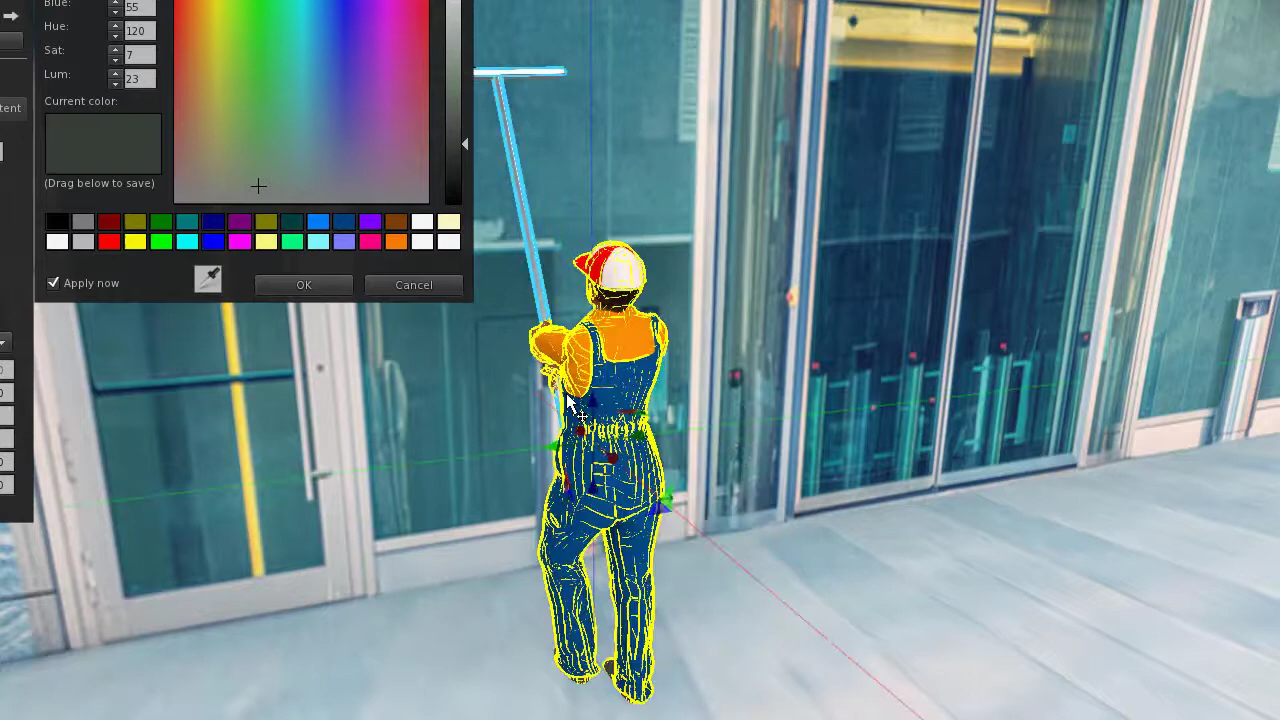 Blue: 55
Hue: 120
Sat: 7
Lum: 23
Current color:
(Drag below to save)
Apply now
OK
Cancel
tent